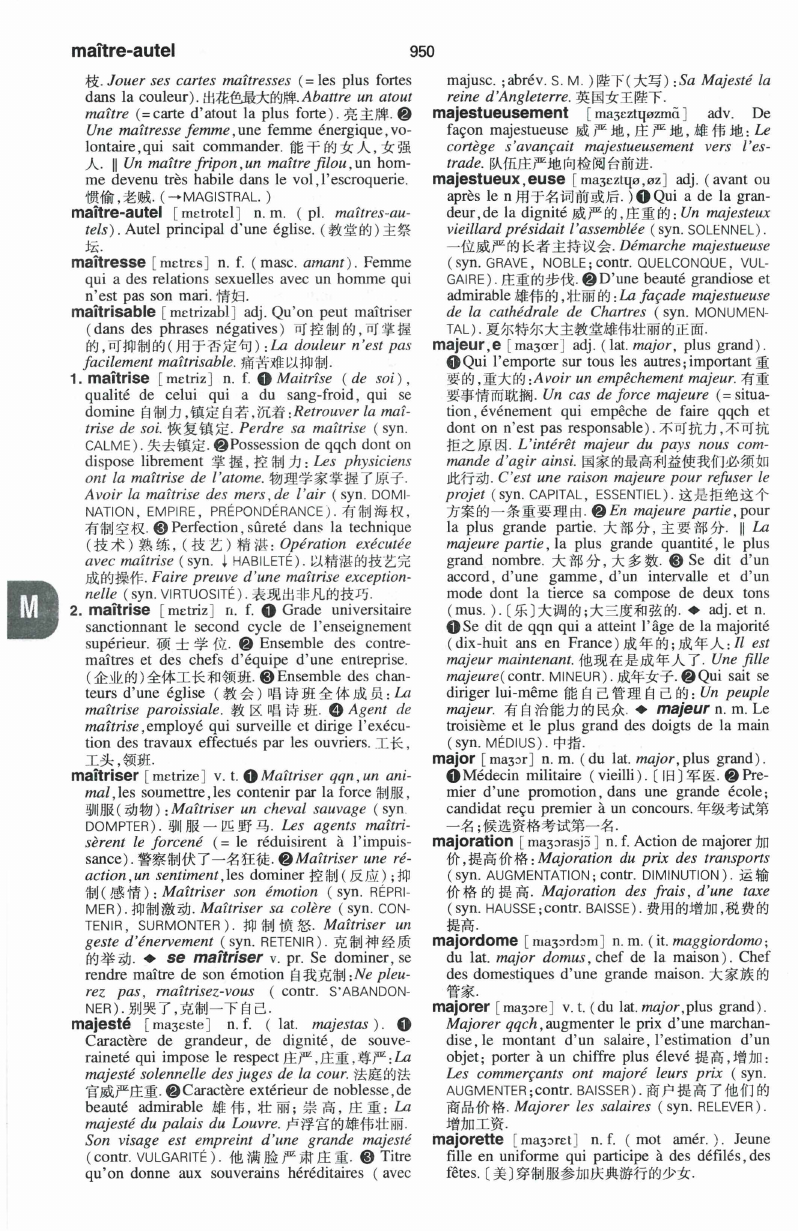 maître-autel
950
枝. Jouer ses cartes maîtresses (= les plus fortes
dans la couleur). 出花色最大的牌. Abattre un atout
maître (= carte d'atout la plus forte). 亮主牌. ❷
Une maîtresse femme, une femme énergique, vo-
lontaire, qui sait commander. 能干的女人, 女强
人. ‖ Un maître fripon, un maître filou, un hom-
me devenu très habile dans le vol, l'escroquerie.
惯偷, 老贼. (→MAGISTRAL. )
maître-autel [mɛtrotɛl] n. m. ( pl. maîtres-au-
tels). Autel principal d'une église. (教堂的)主祭
坛.
maîtresse [mɛtrɛs] n. f. (masc. amant). Femme
qui a des relations sexuelles avec un homme qui
n'est pas son mari. 情妇.
maîtrisable [mɛtrizabl] adj. Qu'on peut maîtriser
(dans des phrases négatives) 可控制的, 可掌握
的, 可抑制的(用于否定句) : La douleur n'est pas
facilement maîtrisable. 痛苦难以抑制.
1. maîtrise [mɛtriz] n. f. ❶ Maitrîse (de soi),
qualité de celui qui a du sang-froid, qui se
domine 自制力, 镇定自若, 沉着 : Retrouver la maî-
trise de soi. 恢复镇定. Perdre sa maîtrise ( syn.
CALME). 失去镇定. ❷ Possession de qqch dont on
dispose librement 掌握, 控制力 : Les physiciens
ont la maîtrise de l'atome. 物理学家掌握了原子.
Avoir la maîtrise des mers, de l'air ( syn. DOMI-
NATION, EMPIRE, PRÉPONDÉRANCE). 有制海权,
有制空权. ❸ Perfection, sûreté dans la technique
(技术) 熟练, (技艺) 精湛 : Opération exécutée
avec maîtrise ( syn. ↓ HABILETÉ). 以精湛的技艺完
成的操作. Faire preuve d'une maîtrise exception-
nelle ( syn. VIRTUOSITÉ). 表现出非凡的技巧.
M
2. maîtrise [mɛtriz] n. f. ❶ Grade universitaire
sanctionnant le second cycle de l'enseignement
supérieur. 硕士学位. ❷ Ensemble des contre-
maîtres et des chefs d'équipe d'une entreprise.
(企业的)全体工长和领班. ❸ Ensemble des chan-
teurs d'une église (教会) 唱诗班全体成员 : La
maîtrise paroissiale. 教区唱诗班. ❹ Agent de
maîtrise, employé qui surveille et dirige l'exécu-
tion des travaux effectués par les ouvriers. 工长,
工头, 领班.
maîtriser [mɛtrize] v. t. ❶ Maîtriser qqn, un ani-
mal, les soumettre, les contenir par la force 制服,
驯服(动物) : Maîtriser un cheval sauvage ( syn.
DOMPTER). 驯服一匹野马. Les agents maîtri-
sèrent le forcené (= le réduisirent à l'impuis-
sance). 警察制伏了一名狂徒. ❷ Maîtriser une ré-
action, un sentiment, les dominer 控制(反应); 抑
制(感情) : Maîtriser son émotion ( syn. RÉPRI-
MER). 抑制激动. Maîtriser sa colère ( syn. CON-
TENIR, SURMONTER). 抑制愤怒. Maîtriser un
geste d'énervement ( syn. RETENIR). 克制神经质
的举动. ◆ se maîtriser v. pr. Se dominer, se
rendre maître de son émotion 自我克制 : Ne pleu-
rez pas, maîtrisez-vous ( contr. S'ABANDON-
NER). 别哭了, 克制一下自己.
majesté [maʒɛste] n. f. ( lat. majestas ). ❶
Caractère de grandeur, de dignité, de souve-
raineté qui impose le respect 庄严, 庄重, 尊严 : La
majesté solennelle des juges de la cour. 法庭的法
官威严庄重. ❷ Caractère extérieur de noblesse, de
beauté admirable 雄伟, 壮丽; 崇高, 庄重 : La
majesté du palais du Louvre. 卢浮宫的雄伟壮丽.
Son visage est empreint d'une grande majesté
(contr. VULGARITÉ). 他满脸严肃庄重. ❸ Titre
qu'on donne aux souverains héréditaires ( avec
majusc. ; abrév. S. M. ) 陛下(大写) : Sa Majesté la
reine d'Angleterre. 英国女王陛下.
majestueusement [maʒɛztɥøzmɑ̃] adv. De
façon majestueuse 威严地, 庄严地, 雄伟地 : Le
cortège s'avançait majestueusement vers l'es-
trade. 队伍庄严地向检阅台前进.
majestueux, euse [maʒɛztɥø, øz] adj. ( avant ou
après le n 用于名词前或后. ) ❶ Qui a de la gran-
deur, de la dignité 威严的, 庄重的 : Un majesteux
vieillard présidait l'assemblée ( syn. SOLENNEL).
一位威严的长者主持议会. Démarche majestueuse
( syn. GRAVE, NOBLE; contr. QUELCONQUE, VUL-
GAIRE). 庄重的步伐. ❷ D'une beauté grandiose et
admirable 雄伟的, 壮丽的 : La façade majestueuse
de la cathédrale de Chartres ( syn. MONUMEN-
TAL). 夏尔特尔大主教堂雄伟壮丽的正面.
majeur, e [maʒœr] adj. ( lat. major, plus grand).
❶ Qui l'emporte sur tous les autres; important 重
要的, 重大的 : Avoir un empêchement majeur. 有重
要事情而耽搁. Un cas de force majeure (= situa-
tion, événement qui empêche de faire qqch et
dont on n'est pas responsable). 不可抗力, 不可抗
拒之原因. L'intérêt majeur du pays nous com-
mande d'agir ainsi. 国家的最高利益使我们必须如
此行动. C'est une raison majeure pour refuser le
projet ( syn. CAPITAL, ESSENTIEL). 这是拒绝这个
方案的一条重要理由. ❷ En majeure partie, pour
la plus grande partie. 大部分, 主要部分. ‖ La
majeure partie, la plus grande quantité, le plus
grand nombre. 大部分, 大多数. ❸ Se dit d'un
accord, d'une gamme, d'un intervalle et d'un
mode dont la tierce se compose de deux tons
(mus. ). 〔乐〕大调的; 大三度和弦的. ◆ adj. et n.
❶ Se dit de qqn qui a atteint l'âge de la majorité
(dix-huit ans en France) 成年的; 成年人 : Il est
majeur maintenant. 他现在是成年人了. Une fille
majeure (contr. MINEUR). 成年女子. ❷ Qui sait se
diriger lui-même 能自己管理自己的 : Un peuple
majeur. 有自治能力的民众. ◆ majeur n. m. Le
troisième et le plus grand des doigts de la main
( syn. MÉDIUS). 中指.
major [maʒɔr] n. m. (du lat. major, plus grand).
❶ Médecin militaire (vieilli). 〔旧〕军医. ❷ Pre-
mier d'une promotion, dans une grande école;
candidat reçu premier à un concours. 年级考试第
一名; 候选资格考试第一名.
majoration [maʒɔrasjɔ̃] n. f. Action de majorer 加
价, 提高价格 : Majoration du prix des transports
( syn. AUGMENTATION; contr. DIMINUTION). 运输
价格的提高. Majoration des frais, d'une taxe
( syn. HAUSSE; contr. BAISSE). 费用的增加, 税费的
提高.
majordome [maʒɔrdɔm] n. m. ( it. maggiordomo;
du lat. major domus, chef de la maison). Chef
des domestiques d'une grande maison. 大家族的
管家.
majorer [maʒɔre] v. t. (du lat. major, plus grand).
Majorer qqch, augmenter le prix d'une marchan-
dise, le montant d'un salaire, l'estimation d'un
objet; porter à un chiffre plus élevé 提高, 增加 :
Les commerçants ont majoré leurs prix ( syn.
AUGMENTER; contr. BAISSER). 商户提高了他们的
商品价格. Majorer les salaires ( syn. RELEVER).
增加工资.
majorette [maʒɔrɛt] n. f. ( mot amér. ). Jeune
fille en uniforme qui participe à des défilés, des
fêtes. 〔美〕穿制服参加庆典游行的少女.